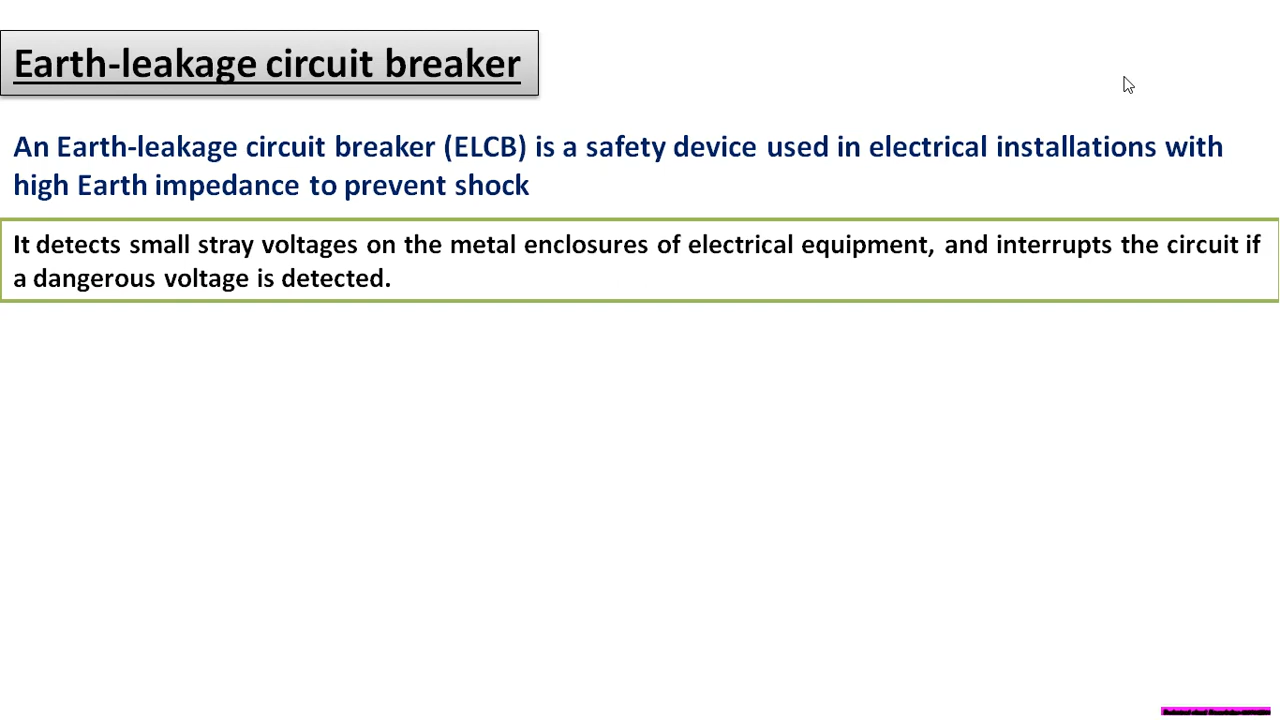 Earth-leakage circuit breaker
An Earth-leakage circuit breaker (ELCB) is a safety device used in electrical installations with
high Earth impedance to prevent shock
It detects small stray voltages on the metal enclosures of electrical equipment, and interrupts the circuit if
a dangerous voltage is detected.